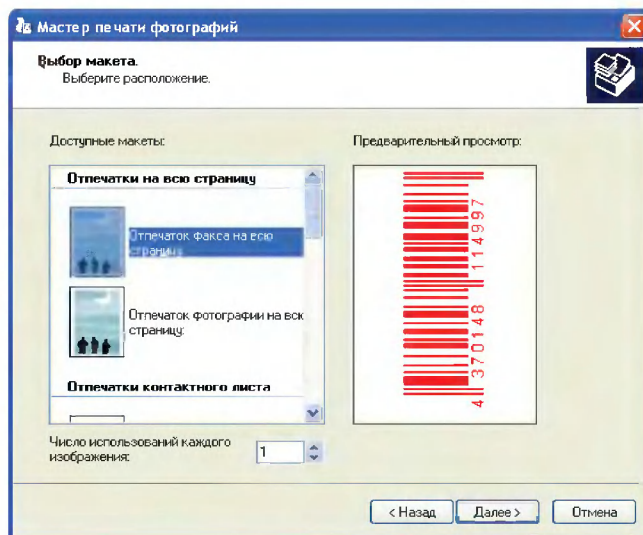 Мастер печати фотографий
Выбор макета.
Выберите расположение.
Доступные макеты:
Отпечатки на всю страницу
Отпечаток факса на всю
страницу:
Отпечаток фотографии на вск
страницу:
Отпечатки контактного листа
Число использований каждого
изображения:
1
Предварительный просмотр:
4 370148 114997
< Назад
Далее >
Отмена